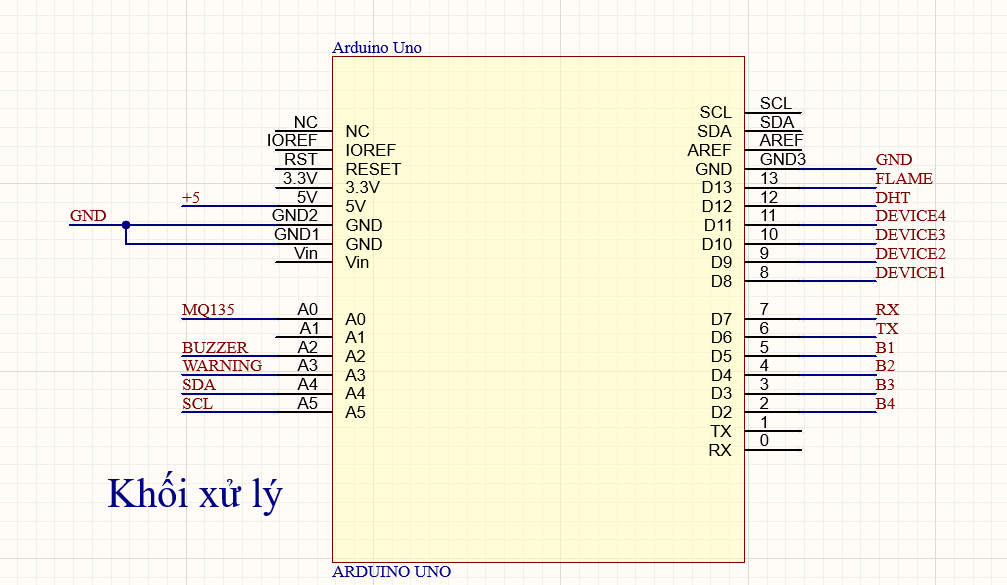 Arduino Uno
NC NC
IOREF IOREF
RST RESET
3.3V 3.3V
+5 5V 5V
GND GND2 GND
GND1 GND
Vin Vin
MQ135 A0 A0
A1 A1
BUZZER A2 A2
WARNING A3 A3
SDA A4 A4
SCL A5 A5
SCL SCL
SDA SDA
AREF AREF
GND GND3 GND
D13 13 FLAME
D12 12 DHT
D11 11 DEVICE4
D10 10 DEVICE3
D9 9 DEVICE2
D8 8 DEVICE1
D7 7 RX
D6 6 TX
D5 5 B1
D4 4 B2
D3 3 B3
D2 2 B4
TX 1
RX 0
Khối xử lý
ARDUINO UNO